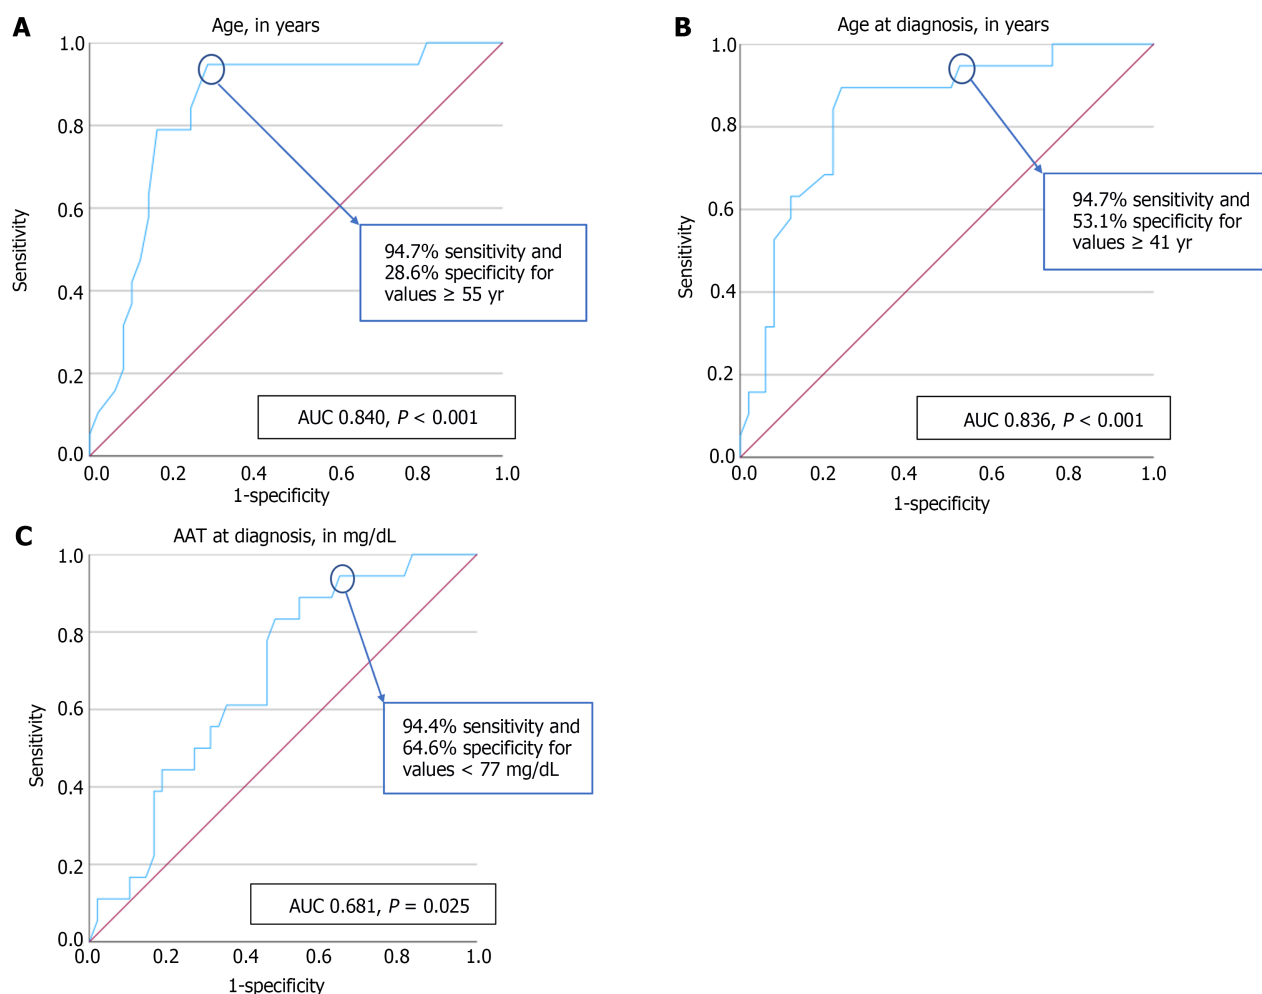 A
Age, in years
1.0
0.8
0.6
0.4
0.2
0.0
Sensitivity
94.7% sensitivity and
28.6% specificity for
values ≥ 55 yr
AUC 0.840, P < 0.001
0.0 0.2 0.4 0.6 0.8 1.0
1-specificity
B
Age at diagnosis, in years
1.0
0.8
0.6
0.4
0.2
0.0
Sensitivity
94.7% sensitivity and
53.1% specificity for
values ≥ 41 yr
AUC 0.836, P < 0.001
0.0 0.2 0.4 0.6 0.8 1.0
1-specificity
C
AAT at diagnosis, in mg/dL
1.0
0.8
0.6
0.4
0.2
0.0
Sensitivity
94.4% sensitivity and
64.6% specificity for
values < 77 mg/dL
AUC 0.681, P = 0.025
0.0 0.2 0.4 0.6 0.8 1.0
1-specificity